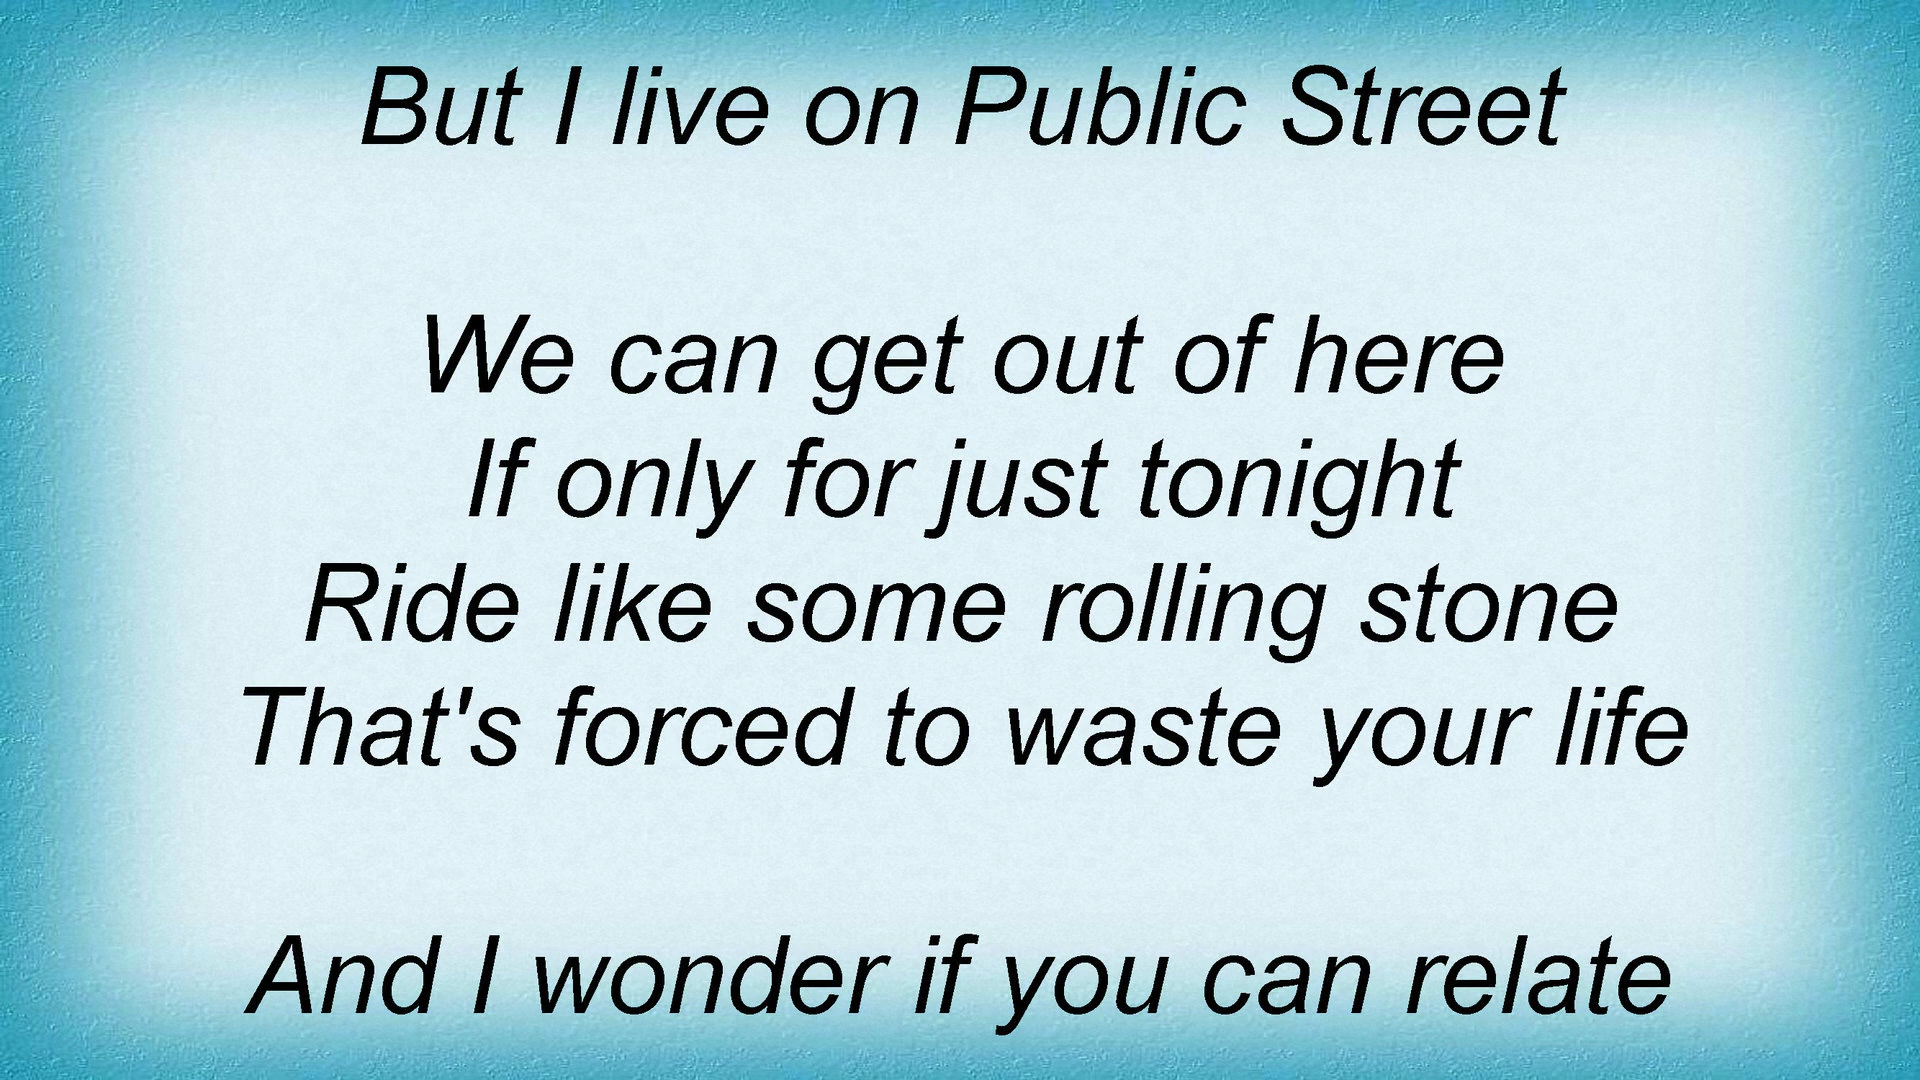 But I live on Public Street
We can get out of here
If only for just tonight
Ride like some rolling stone
That's forced to waste your life
And I wonder if you can relate